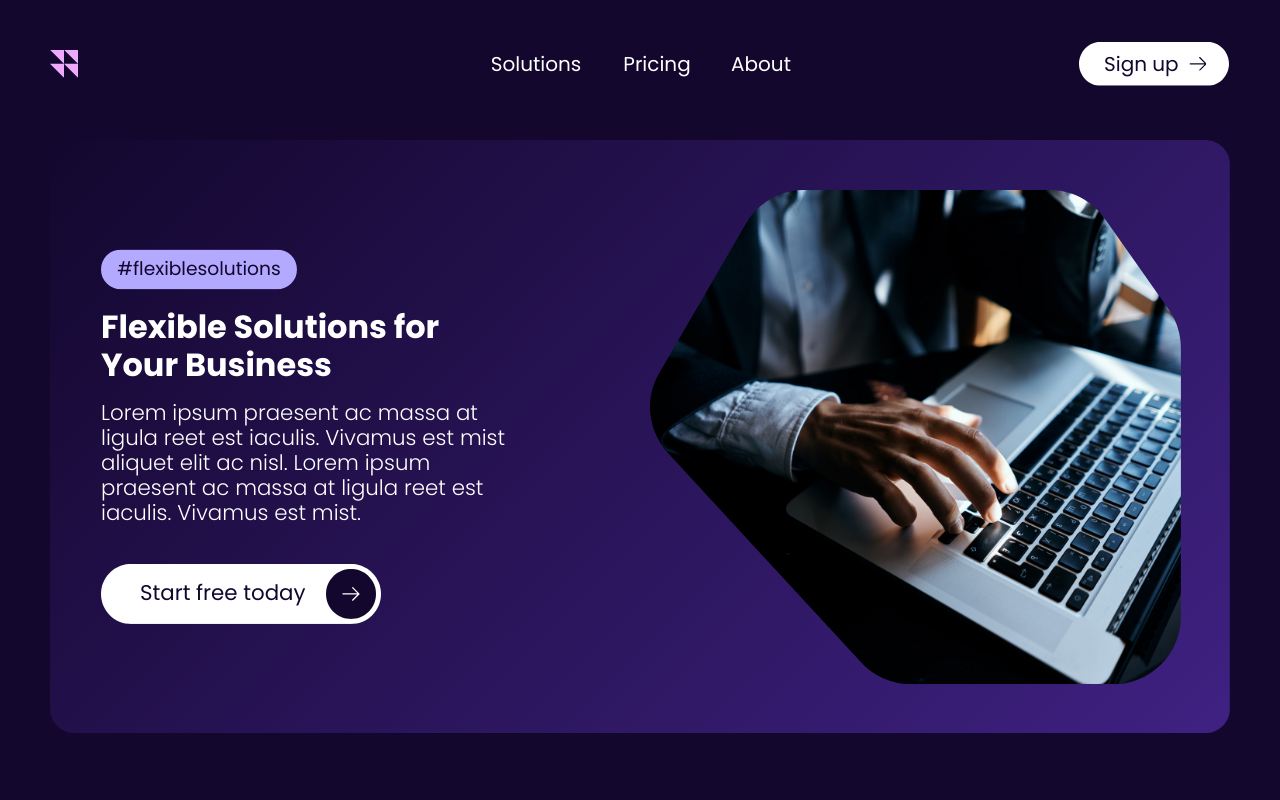 Solutions
Pricing
About
Sign up
#flexiblesolutions
Flexible Solutions for
Your Business
Lorem ipsum praesent ac massa at
ligula reet est iaculis. Vivamus est mist
aliquet elit ac nisl. Lorem ipsum
praesent ac massa at ligula reet est
iaculis. Vivamus est mist.
Start free today